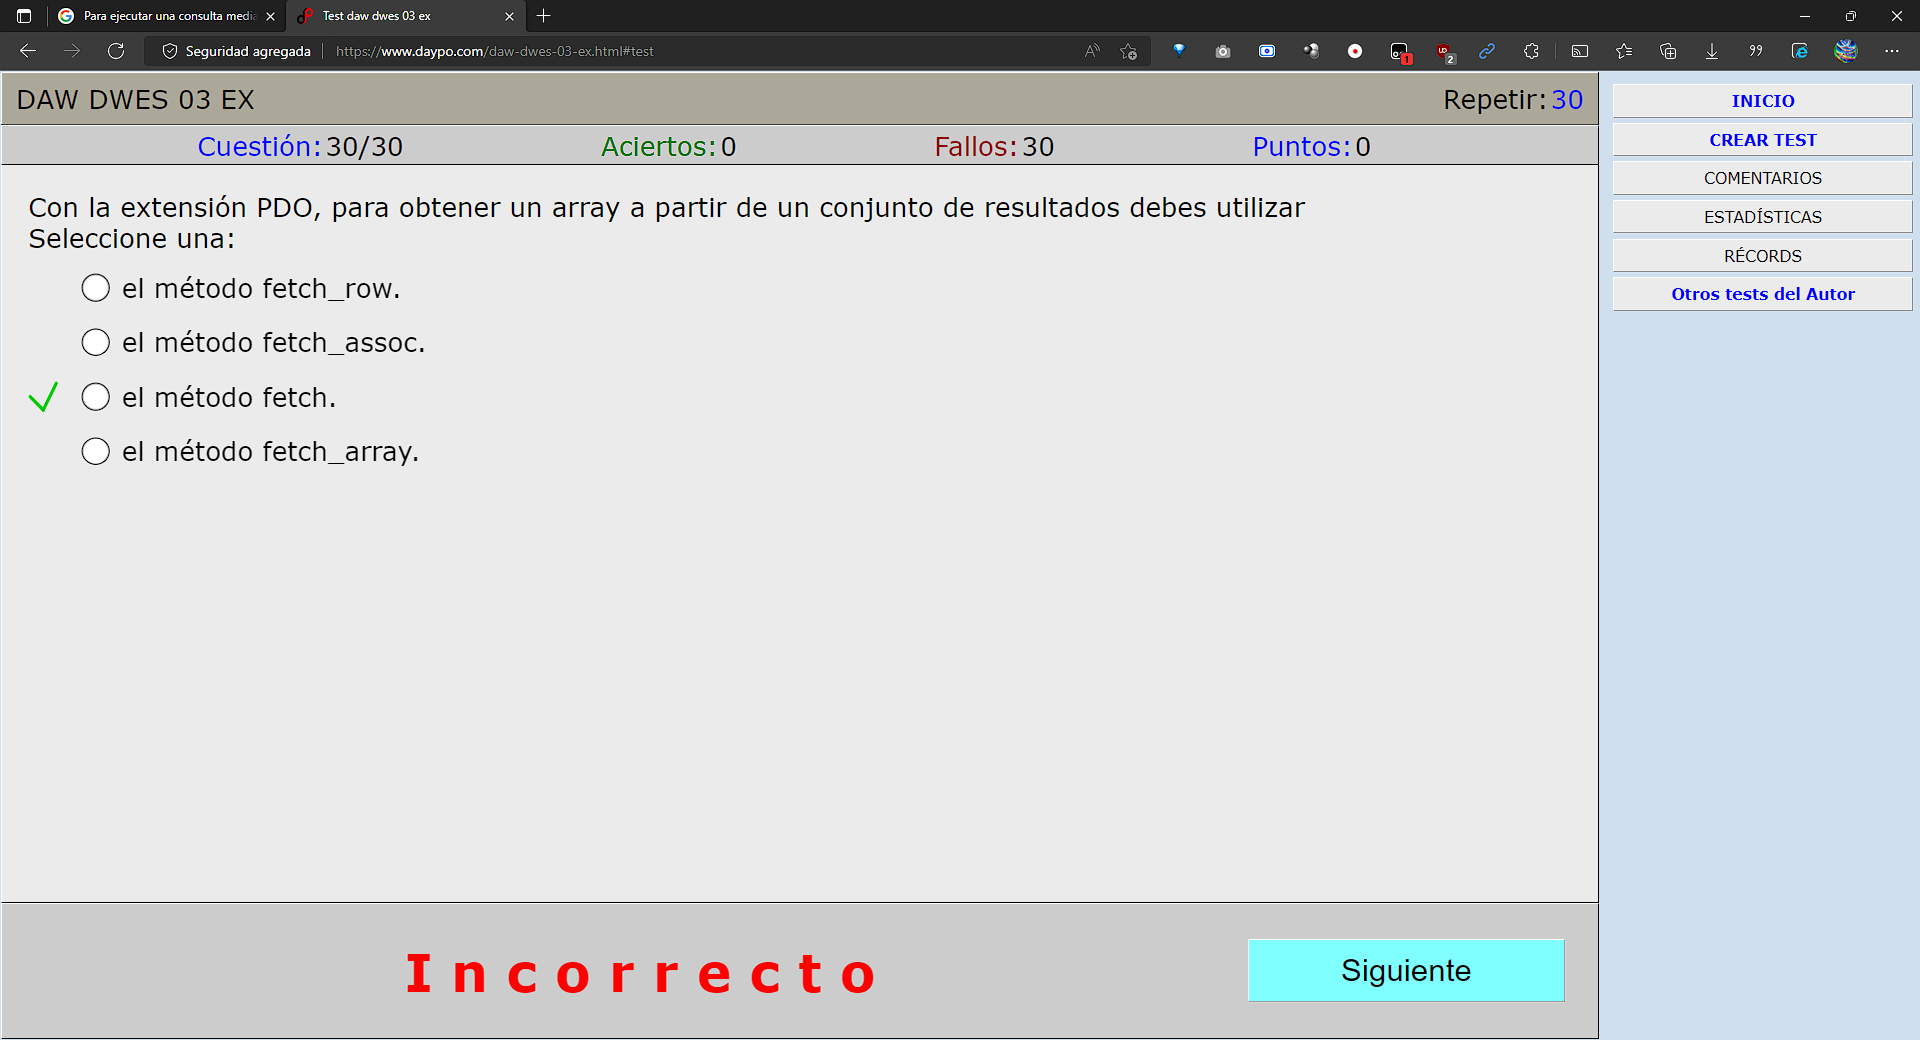 Para ejecutar una consulta media
Test daw dwes 03 ex
Seguridad agregada
https://www.daypo.com/daw-dwes-03-ex.html#test
1
2
DAW DWES 03 EX
Repetir: 30
Cuestión: 30/30
Aciertos: 0
Fallos: 30
Puntos: 0
Con la extensión PDO, para obtener un array a partir de un conjunto de resultados debes utilizar
Seleccione una:
el método fetch_row.
el método fetch_assoc.
el método fetch.
el método fetch_array.
Incorrecto
Siguiente
INICIO
CREAR TEST
COMENTARIOS
ESTADÍSTICAS
RÉCORDS
Otros tests del Autor